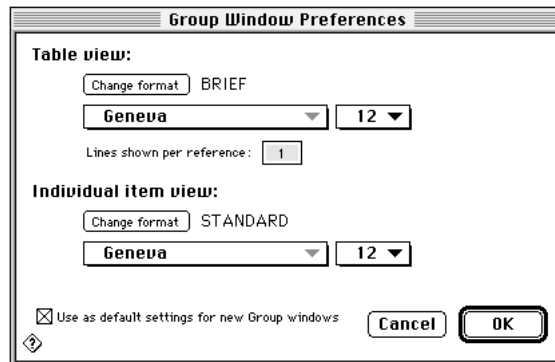 Group Window Preferences
Table view:
Change format BRIEF
Geneva 12
Lines shown per reference: 1
Individual item view:
Change format STANDARD
Geneva 12
Use as default settings for new Group windows
Cancel OK
?